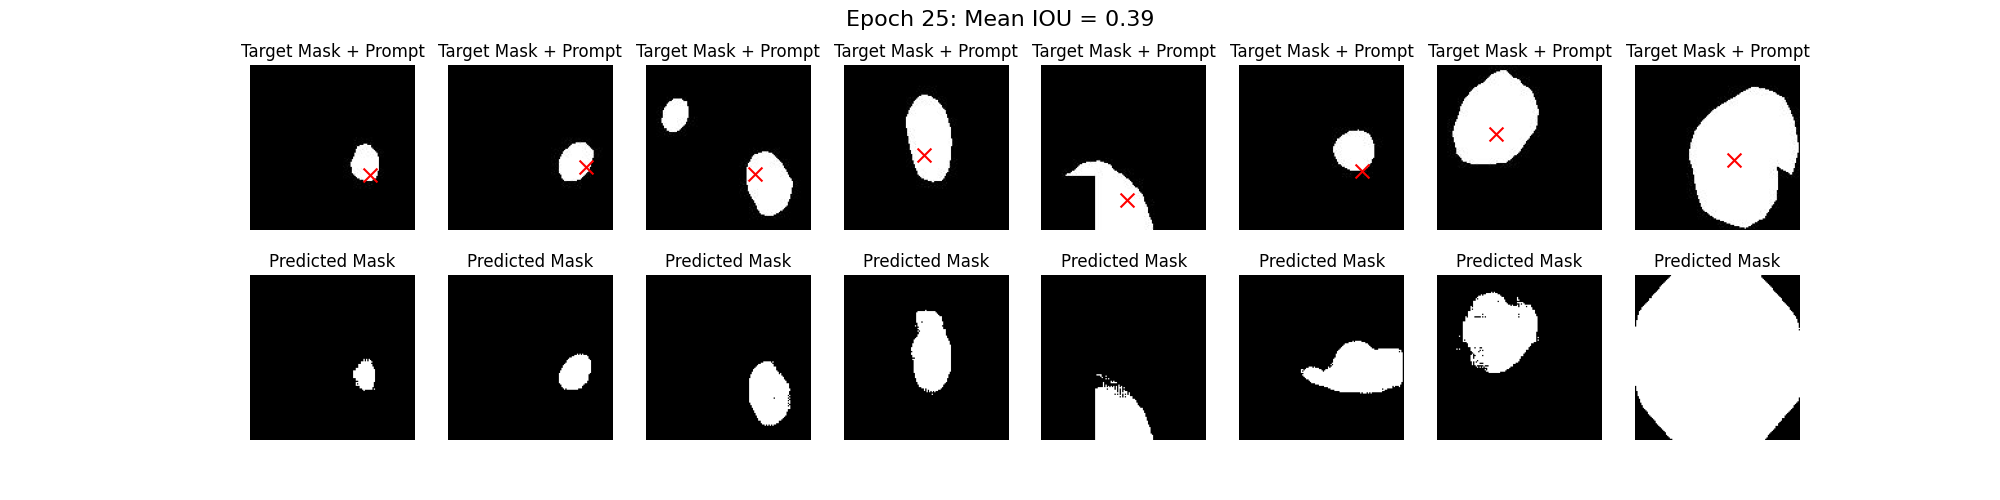 Epoch 25: Mean IOU = 0.39
Target Mask + Prompt Target Mask + Prompt Target Mask + Prompt Target Mask + Prompt Target Mask + Prompt Target Mask + Prompt Target Mask + Prompt Target Mask + Prompt
Predicted Mask Predicted Mask Predicted Mask Predicted Mask Predicted Mask Predicted Mask Predicted Mask Predicted Mask